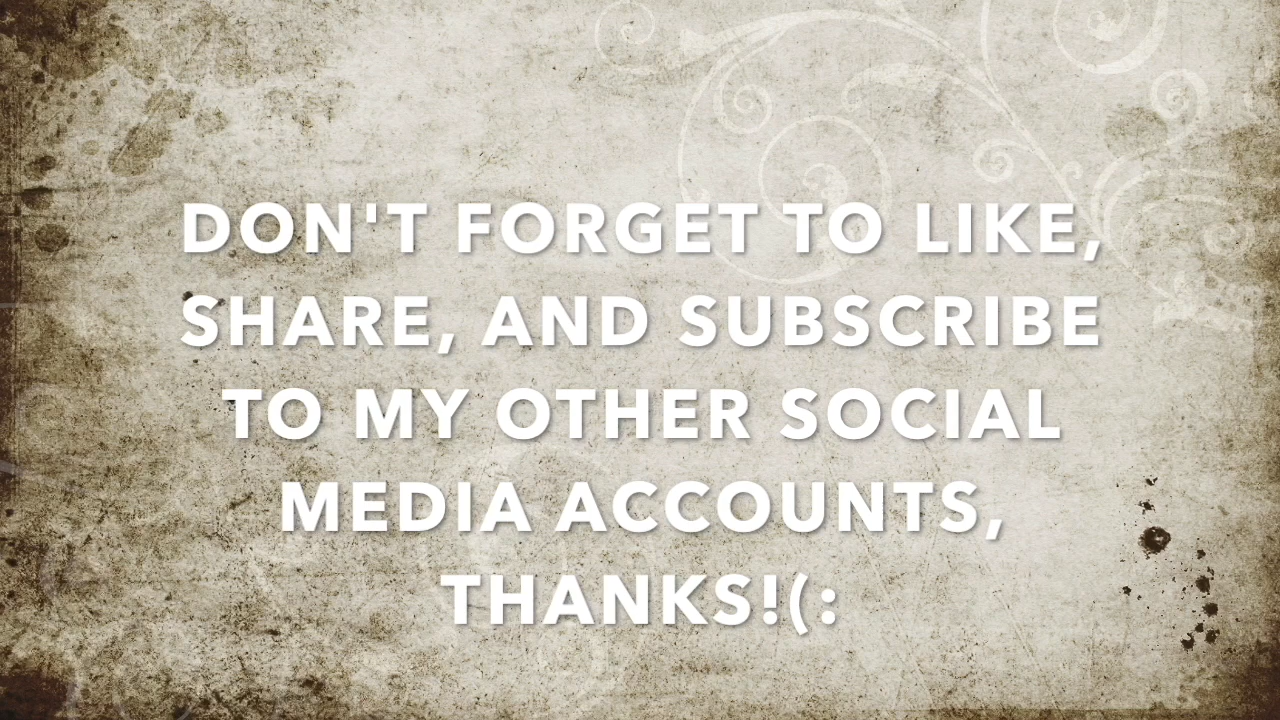 DON'T FORGET TO LIKE,
SHARE, AND SUBSCRIBE
TO MY OTHER SOCIAL
MEDIA ACCOUNTS,
THANKS!(: